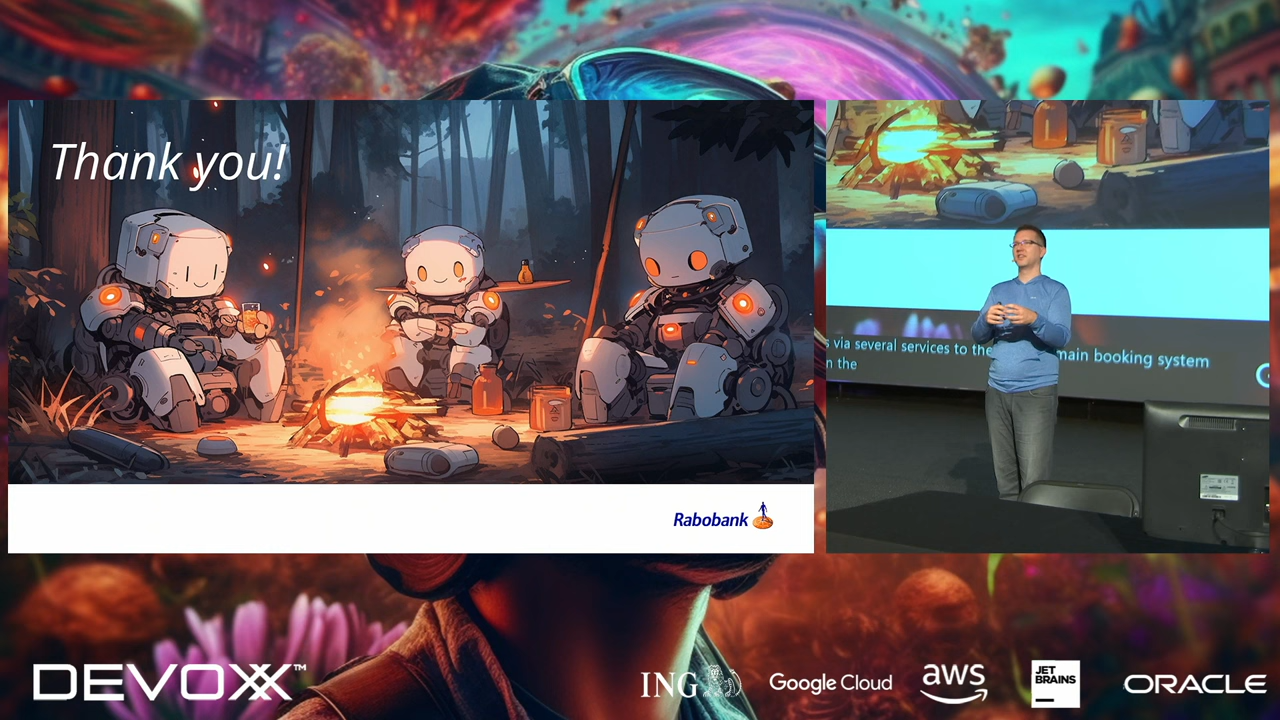 Thank you!
Rabobank
s via several services to the main booking system
n the
DEVOXX™
ING
Google Cloud
aws
JET
BRAINS
ORACLE